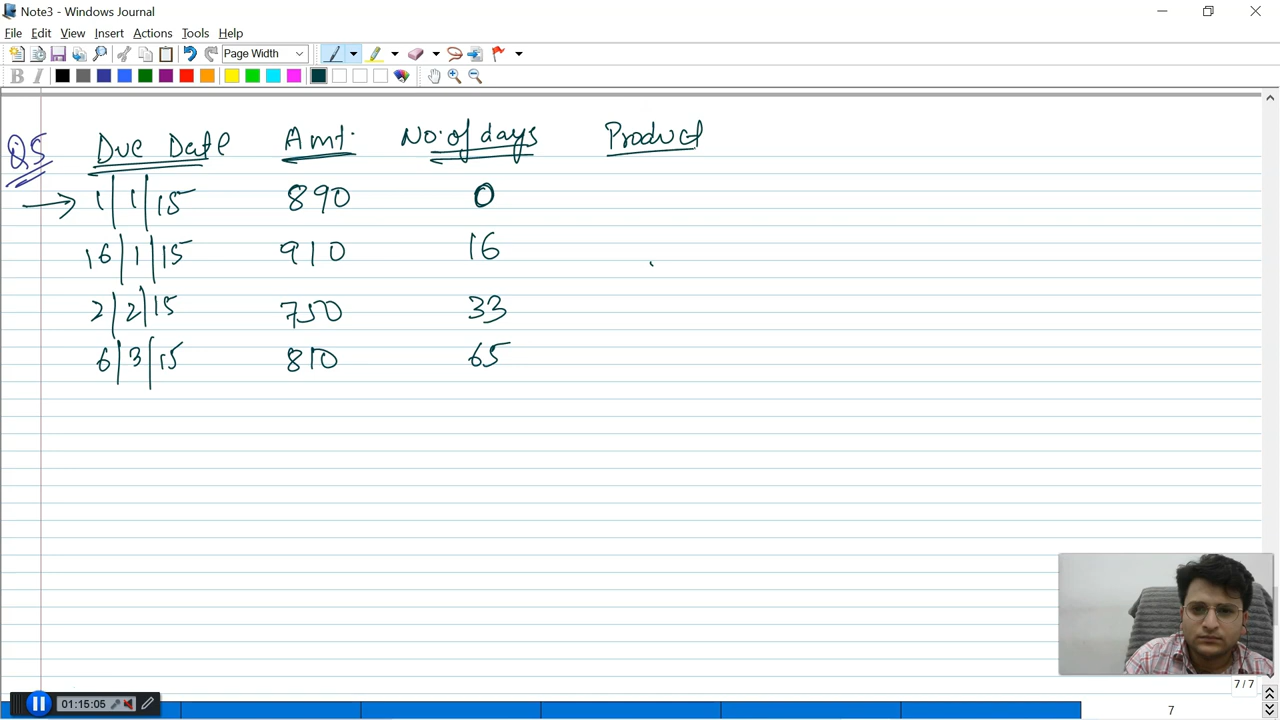 Note3 - Windows Journal
File Edit View Insert Actions Tools Help
Page Width
B I
Q5 Due Date Amt. No. of days Product
→ 1|1|15 890 0
16|1|15 910 16
2|2|15 750 33
6|3|15 810 65
7 / 7
01:15:05
7